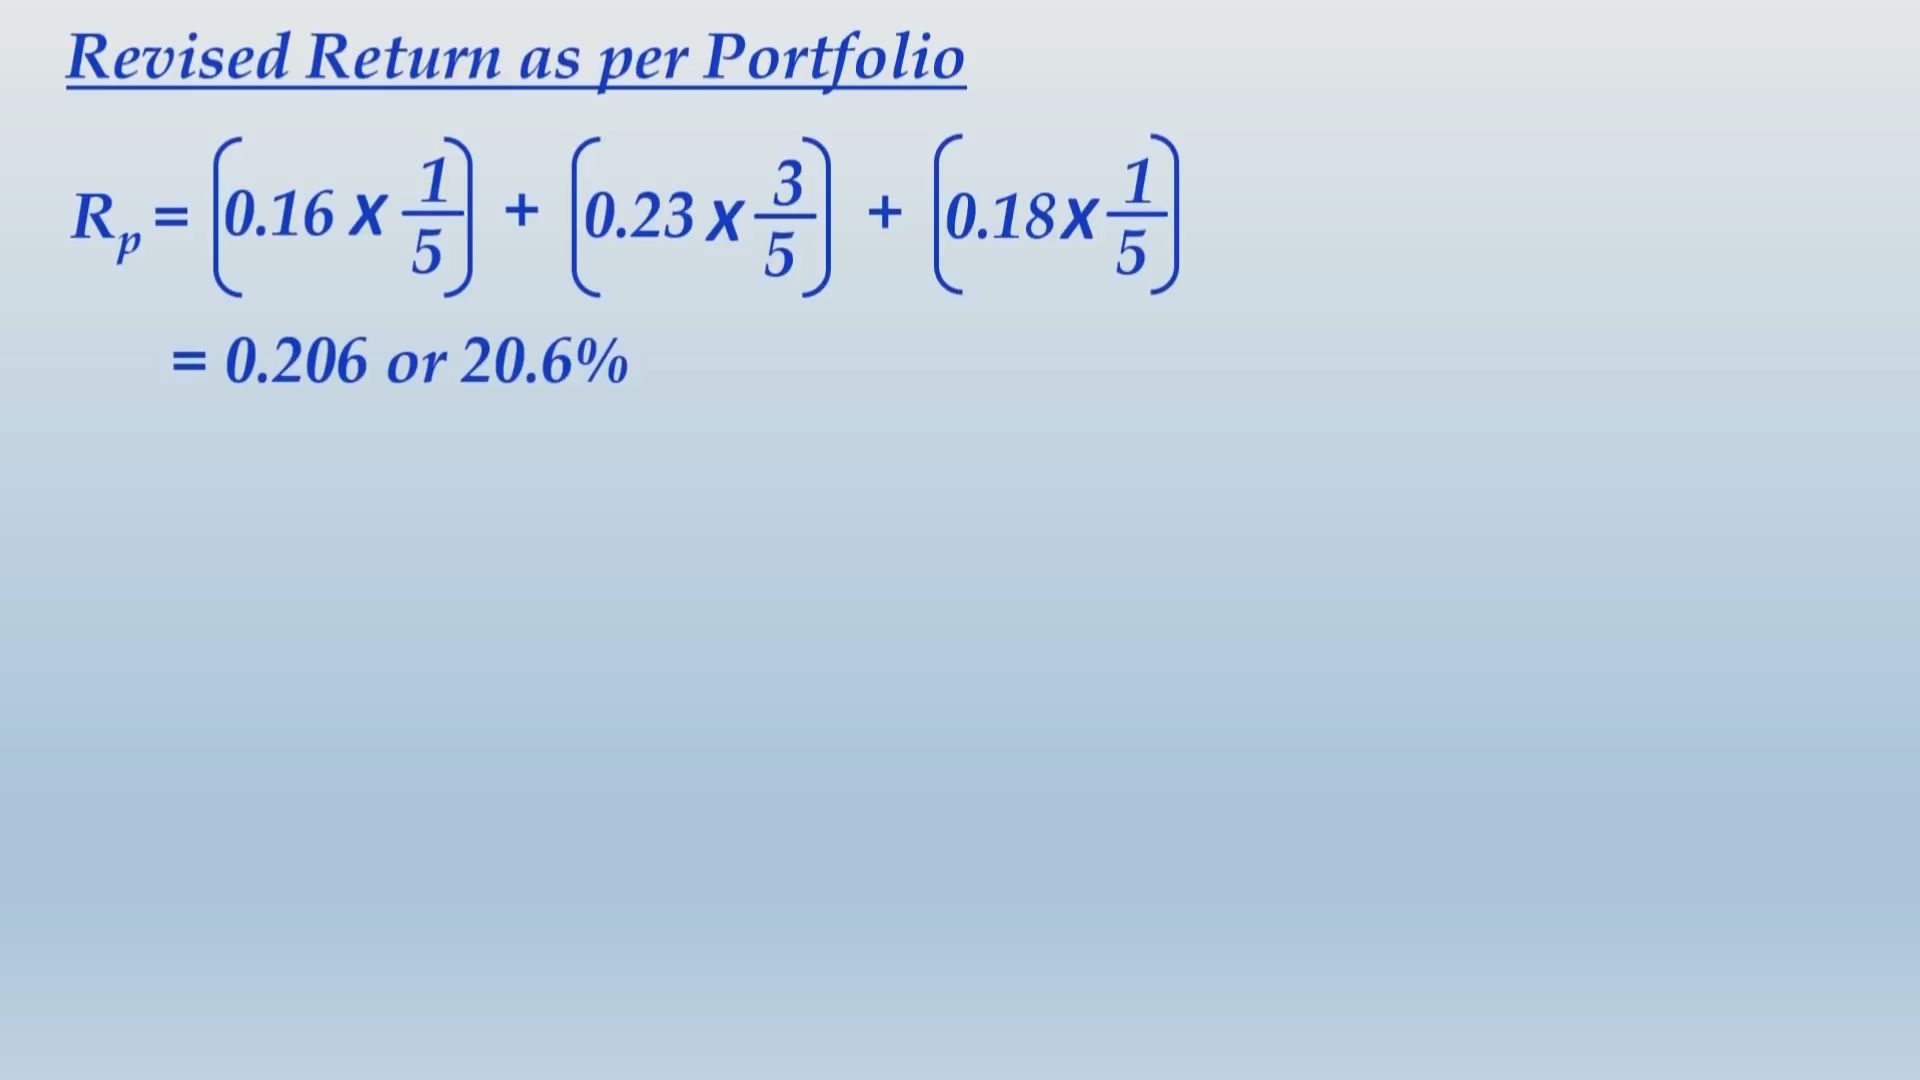 Revised Return as per Portfolio
Rp = (0.16 x 1/5) + (0.23 x 3/5) + (0.18 x 1/5)
= 0.206 or 20.6%